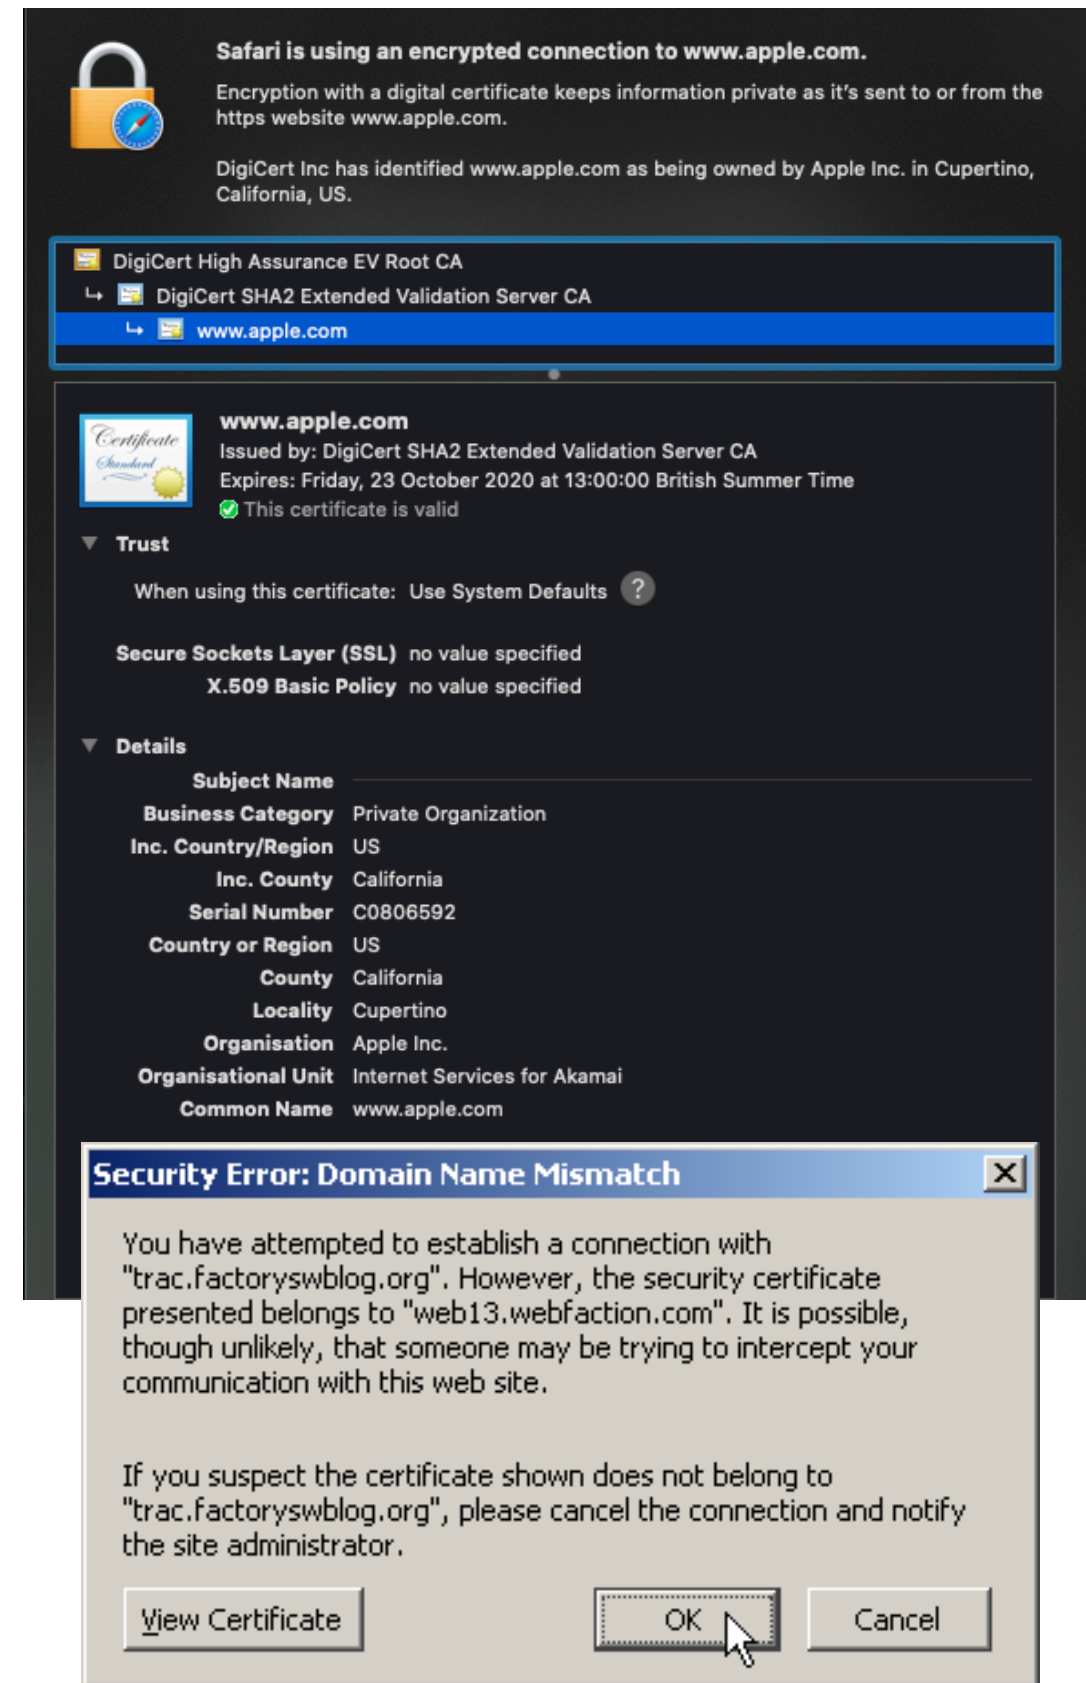 Safari is using an encrypted connection to www.apple.com.
Encryption with a digital certificate keeps information private as it's sent to or from the
https website www.apple.com.
DigiCert Inc has identified www.apple.com as being owned by Apple Inc. in Cupertino,
California, US.
DigiCert High Assurance EV Root CA
DigiCert SHA2 Extended Validation Server CA
www.apple.com
Certificate
Standard
www.apple.com
Issued by: DigiCert SHA2 Extended Validation Server CA
Expires: Friday, 23 October 2020 at 13:00:00 British Summer Time
This certificate is valid
Trust
When using this certificate: Use System Defaults ?
Secure Sockets Layer (SSL) no value specified
X.509 Basic Policy no value specified
Details
Subject Name
Business Category Private Organization
Inc. Country/Region US
Inc. County California
Serial Number C0806592
Country or Region US
County California
Locality Cupertino
Organisation Apple Inc.
Organisational Unit Internet Services for Akamai
Common Name www.apple.com
Security Error: Domain Name Mismatch
You have attempted to establish a connection with
"trac.factoryswblog.org". However, the security certificate
presented belongs to "web13.webfaction.com". It is possible,
though unlikely, that someone may be trying to intercept your
communication with this web site.
If you suspect the certificate shown does not belong to
"trac.factoryswblog.org", please cancel the connection and notify
the site administrator.
View Certificate OK Cancel